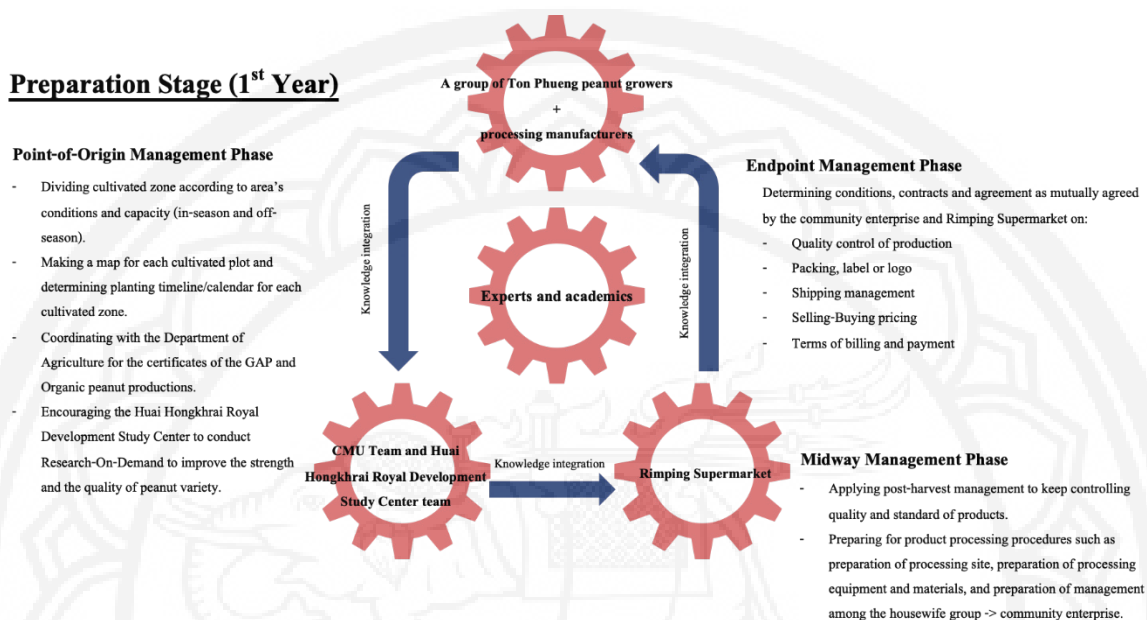 Preparation Stage (1st Year)
A group of Ton Phueng peanut growers
+
processing manufacturers
Point-of-Origin Management Phase
- Dividing cultivated zone according to area's
conditions and capacity (in-season and off-
season).
- Making a map for each cultivated plot and
determining planting timeline/calendar for each
cultivated zone.
- Coordinating with the Department of
Agriculture for the certificates of the GAP and
Organic peanut productions.
- Encouraging the Huai Hongkhrai Royal
Development Study Center to conduct
Research-On-Demand to improve the strength
and the quality of peanut variety.
Knowledge integration
Experts and academics
Knowledge integration
Endpoint Management Phase
Determining conditions, contracts and agreement as mutually agreed
by the community enterprise and Rimping Supermarket on:
- Quality control of production
- Packing, label or logo
- Shipping management
- Selling-Buying pricing
- Terms of billing and payment
CMU Team and Huai
Hongkhrai Royal Development
Study Center team
Knowledge integration
Rimping Supermarket
Midway Management Phase
- Applying post-harvest management to keep controlling
quality and standard of products.
- Preparing for product processing procedures such as
preparation of processing site, preparation of processing
equipment and materials, and preparation of management
among the housewife group -> community enterprise.